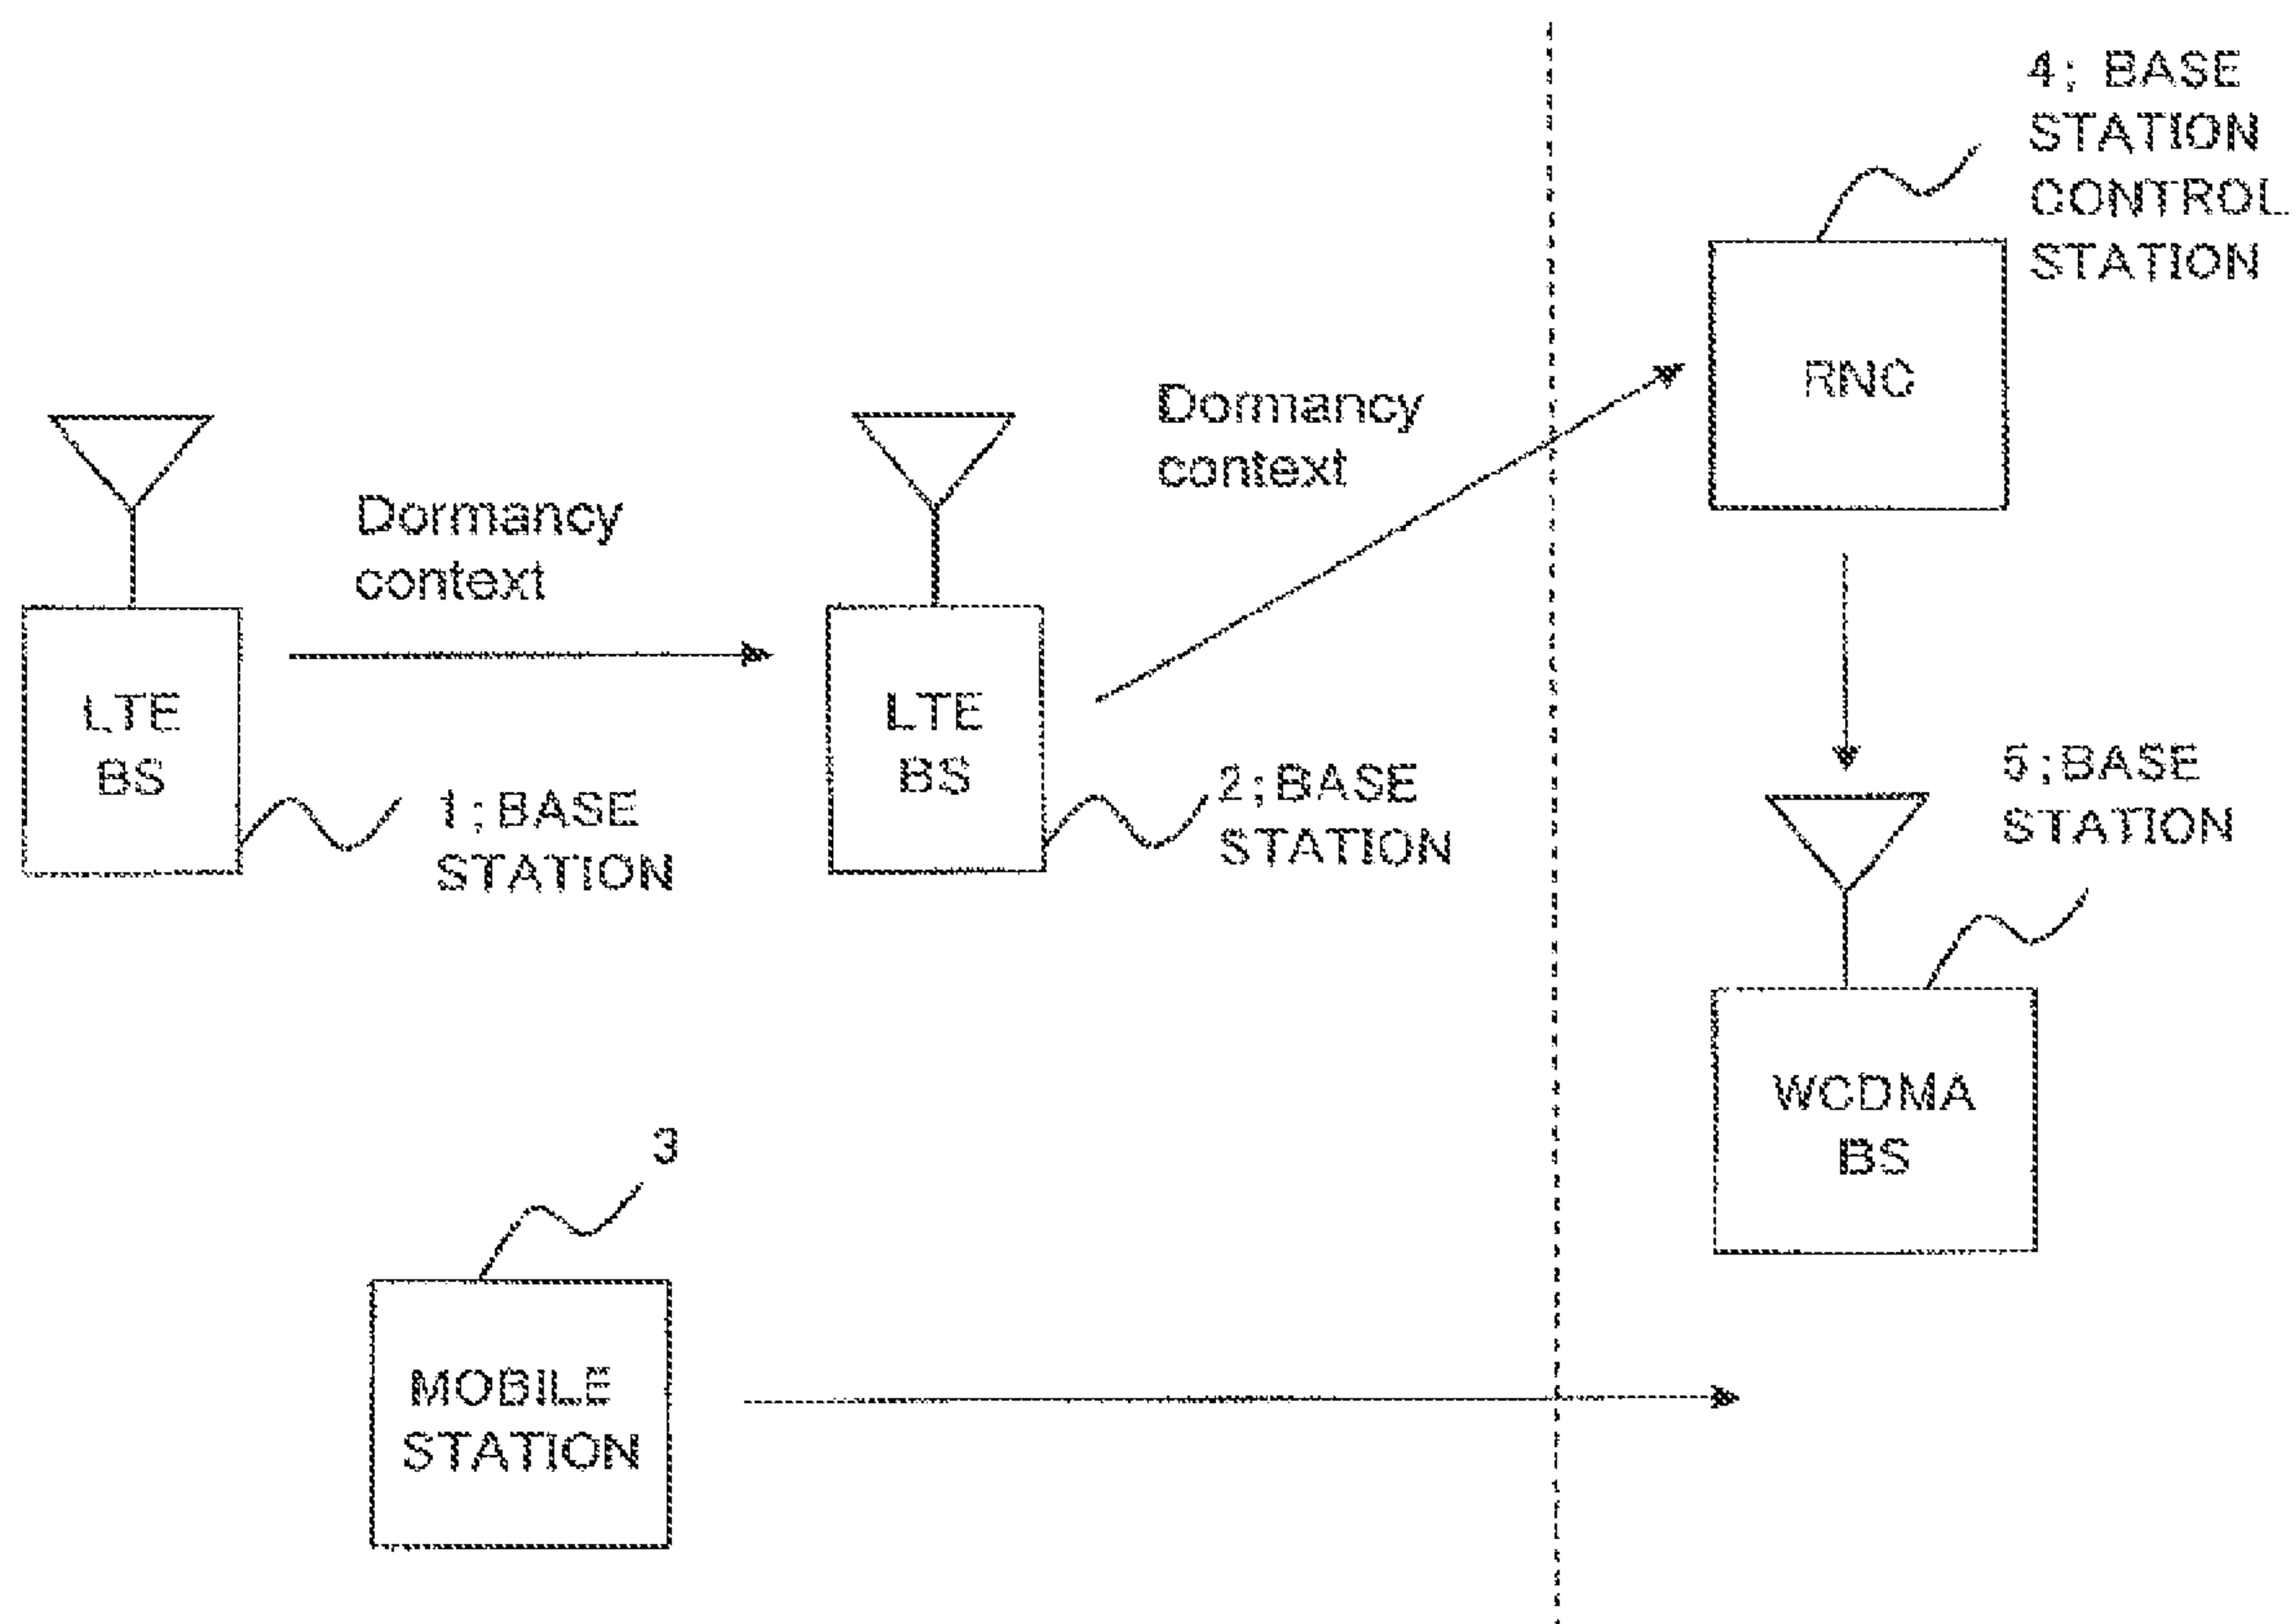 4; BASE
STATION
CONTROL
STATION
RNC
Dormancy
context
Dormancy
context
LTE
BS
LTE
BS
1;BASE
STATION
2;BASE
STATION
5;BASE
STATION
WCDMA
BS
3
MOBILE
STATION